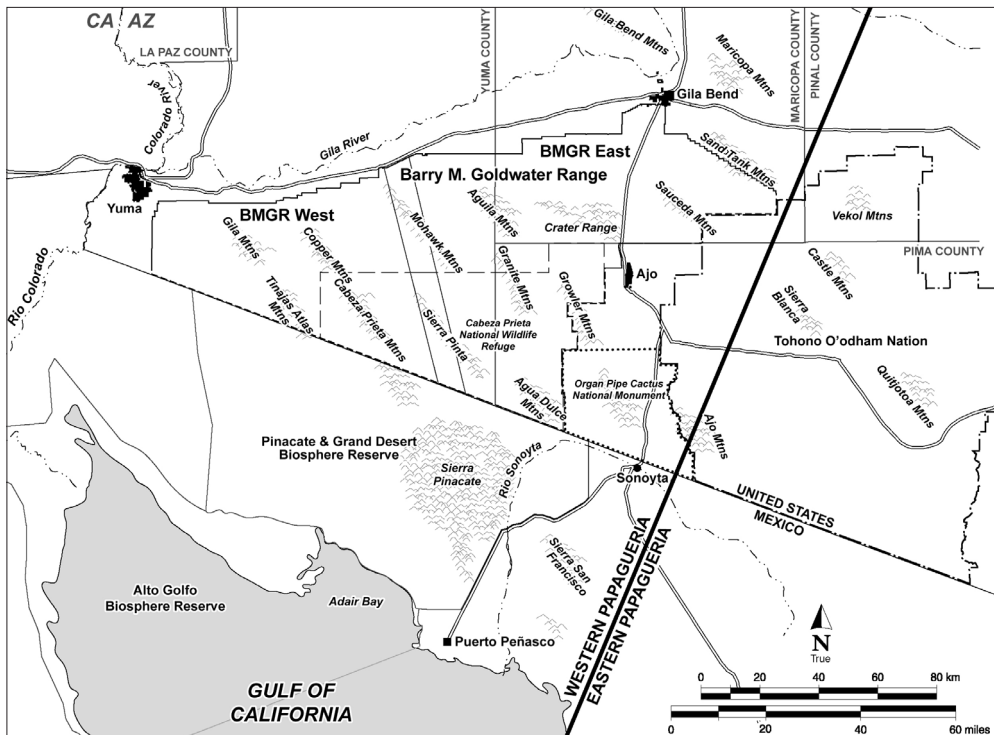 CA
AZ
LA PAZ COUNTY
Colorado
River
Gila Bend Mtns
Maricopa Mtns
YUMA COUNTY
MARICOPA COUNTY
PINAL COUNTY
Gila Bend
Gila River
BMGR East
Barry M. Goldwater Range
Sand Tank Mtns
Yuma
BMGR West
Gila Mtns
Copper Mtns
Mohawk Mtns
Aguila Mtns
Crater Range
Sauceda Mtns
Vekol Mtns
PIMA COUNTY
Rio Colorado
Tinajas Atlas
Mtns
Cabeza Prieta Mtns
Sierra Pinta
Granite Mtns
Growler Mtns
Ajo
Castle Mtns
Sierra
Blanca
Cabeza Prieta
National Wildlife
Refuge
Tohono O'odham Nation
Agua Dulce
Mtns
Organ Pipe Cactus
National Monument
Quitjotoa Mtns
Ajo Mtns
Pinacate & Grand Desert
Biosphere Reserve
Sierra
Pinacate
Rio Sonoyta
Sonoyta
UNITED STATES
MEXICO
Sierra San
Francisco
Alto Golfo
Biosphere Reserve
Adair Bay
WESTERN PAPAGUERIA
EASTERN PAPAGUERIA
Puerto Peñasco
GULF OF
CALIFORNIA
N
True
0 20 40 60 80 km
0 20 40 60 miles